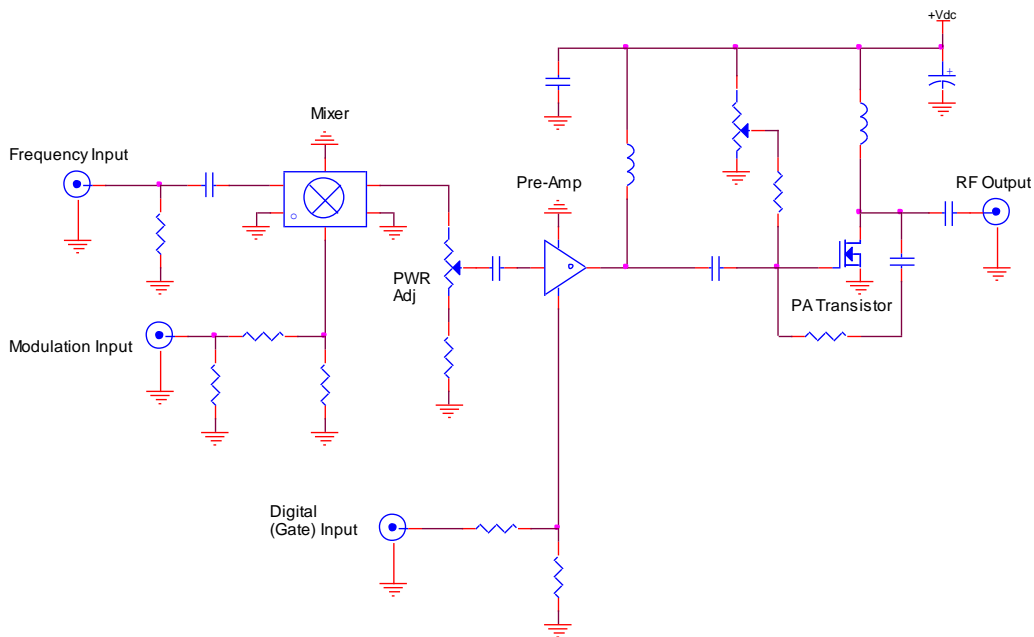 +Vdc
Mixer
Frequency Input
Pre-Amp
RF Output
PWR
Adj
PA Transistor
Modulation Input
Digital
(Gate) Input